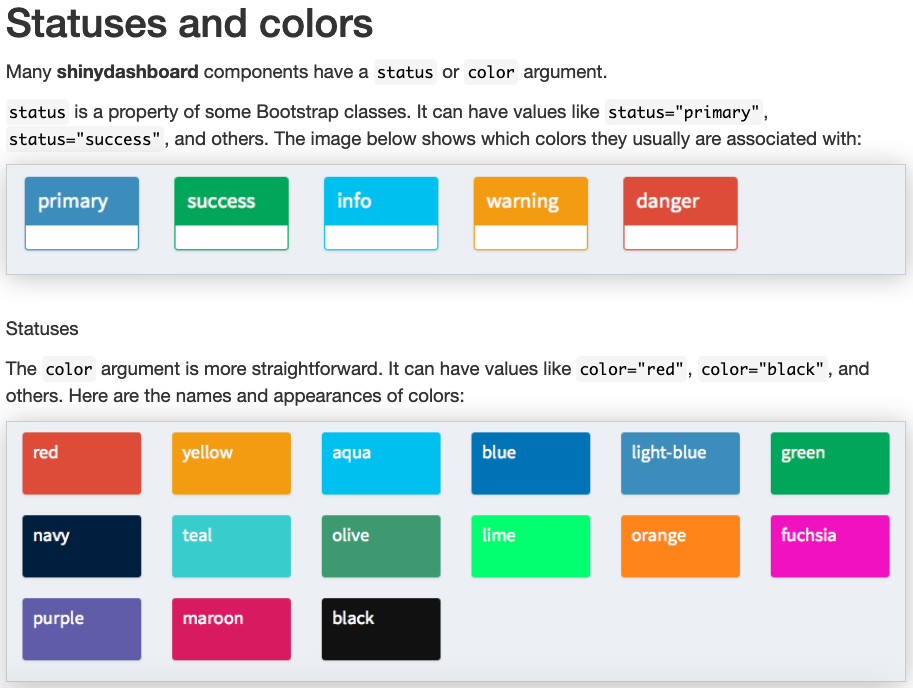 Statuses and colors
Many shinydashboard components have a status or color argument.
status is a property of some Bootstrap classes. It can have values like status="primary",
status="success", and others. The image below shows which colors they usually are associated with:
primary success info warning danger
Statuses
The color argument is more straightforward. It can have values like color="red", color="black", and
others. Here are the names and appearances of colors:
red yellow aqua blue light-blue green
navy teal olive lime orange fuchsia
purple maroon black